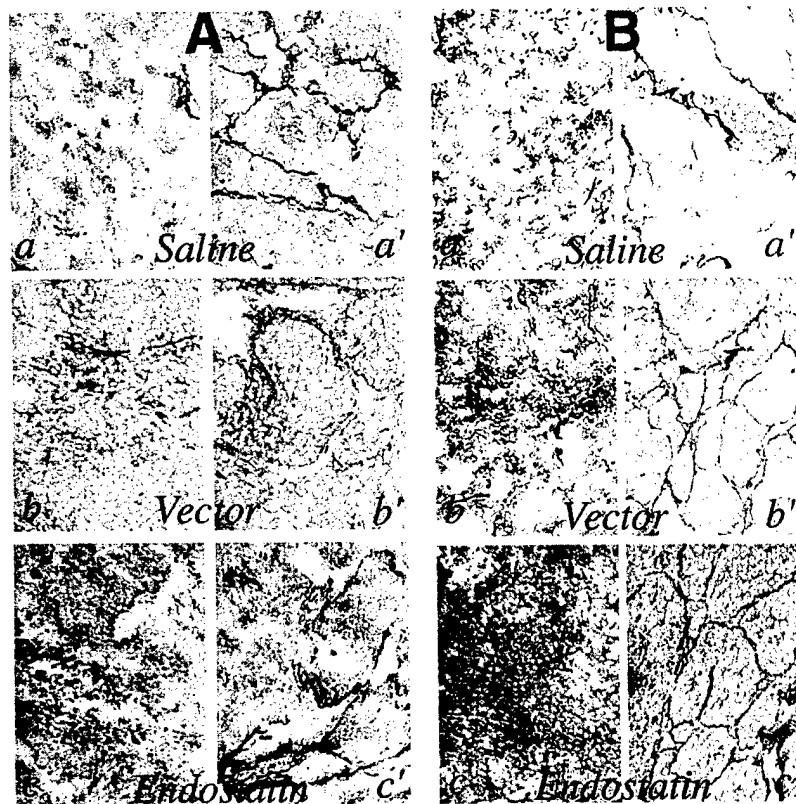 A B
a Saline a' a Saline a'
b Vector b' b Vector b'
c Endostatin c' c Endostatin c